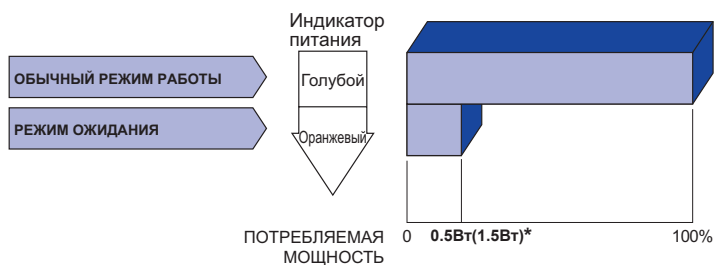 Индикатор
питания
ОБЫЧНЫЙ РЕЖИМ РАБОТЫ
Голубой
РЕЖИМ ОЖИДАНИЯ
Оранжевый
ПОТРЕБЛЯЕМАЯ
МОЩНОСТЬ
0 0.5Вт(1.5Вт)* 100%